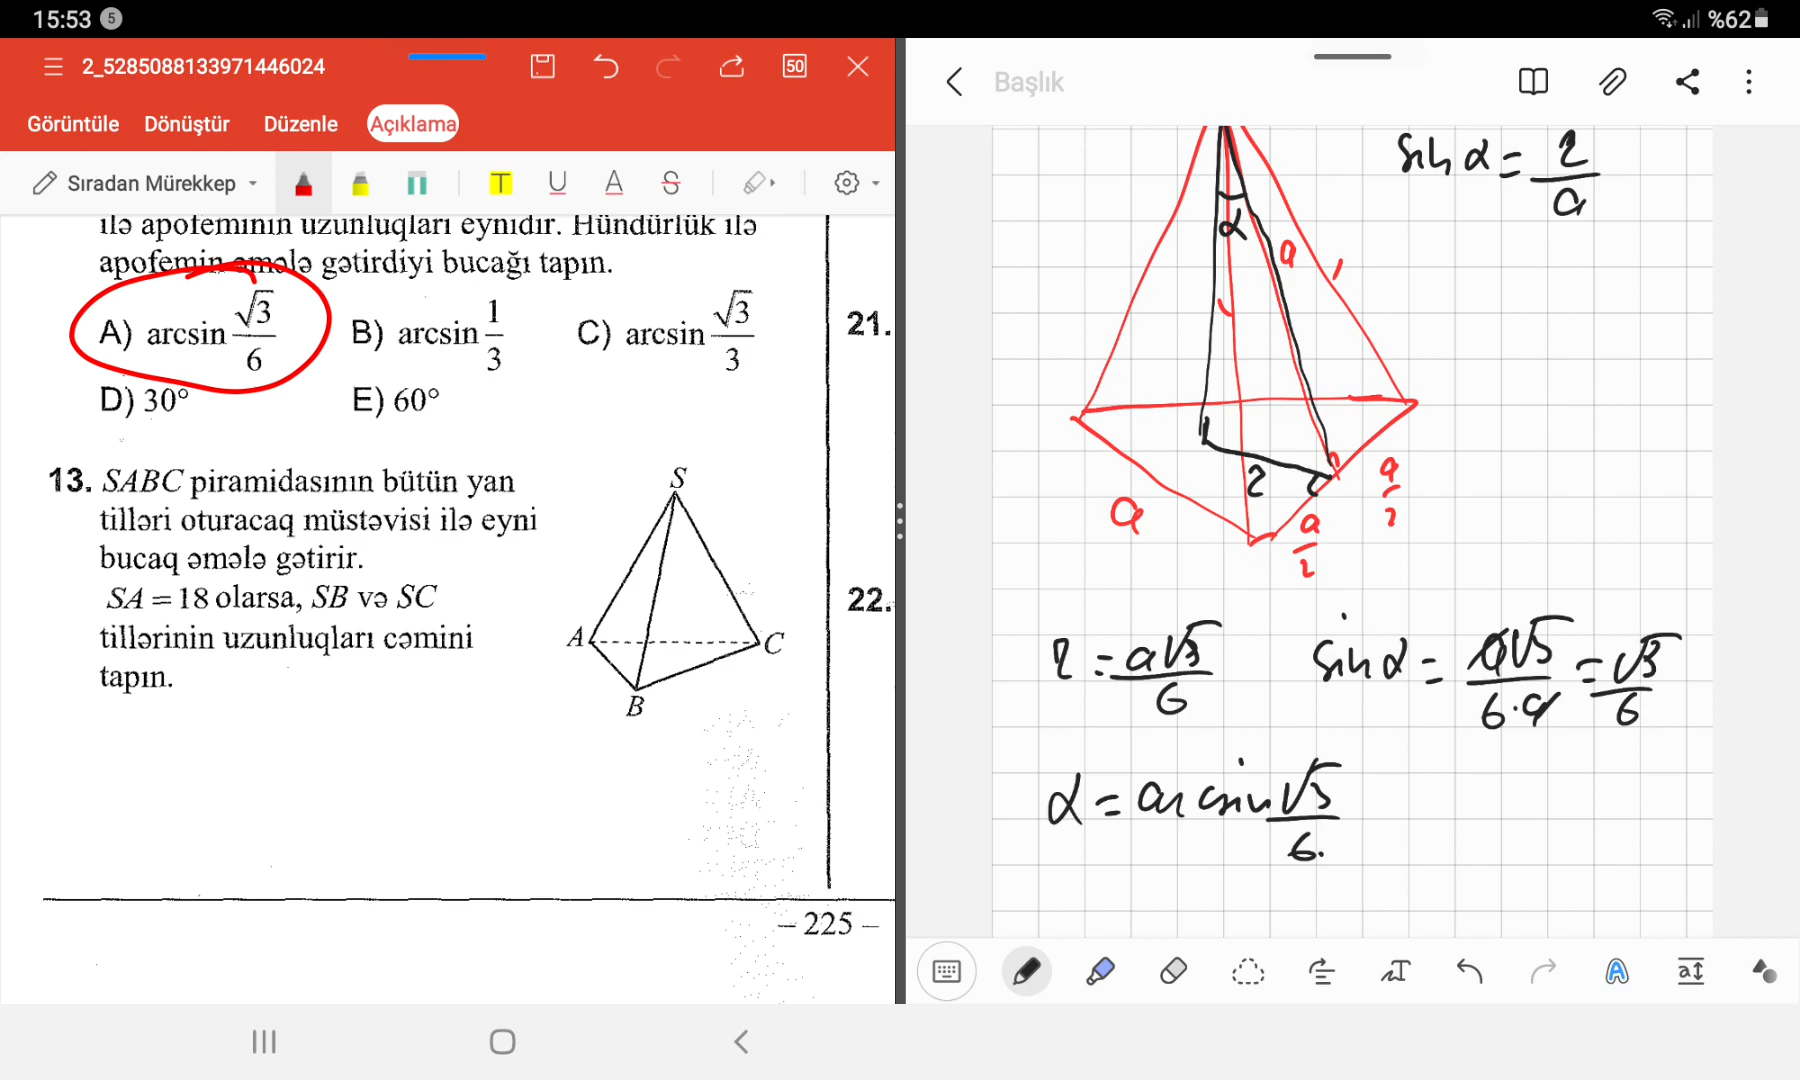 15:53 5 %62
2_5285088133971446024 50
Görüntüle Dönüştür Düzenle Açıklama
Sıradan Mürekkep T U A S
ilə apofeminin uzunluqları eynidir. Hündürlük ilə
apofemin əmələ gətirdiyi bucağı tapın.
A) arcsin √3/6 B) arcsin 1/3 C) arcsin √3/3
D) 30° E) 60°
13. SABC piramidasının bütün yan
tilləri oturacaq müstəvisi ilə eyni
bucaq əmələ gətirir.
SA = 18 olarsa, SB və SC
tillərinin uzunluqları cəmini
tapın.
S
A
C
B
21.
22.
– 225 –
Başlık
sin α = r/a
α
a
r
a
a/2
a/2
r = a√3/6 sin α = a√3/6·a = √3/6
α = arcsin √3/6.